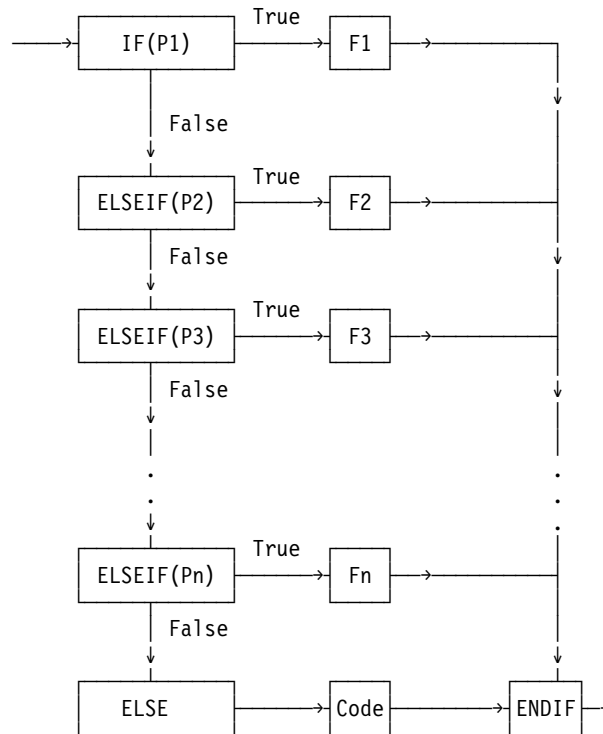 True
IF(P1) F1
False
True
ELSEIF(P2) F2
False
True
ELSEIF(P3) F3
False
True
ELSEIF(Pn) Fn
False
ELSE Code ENDIF